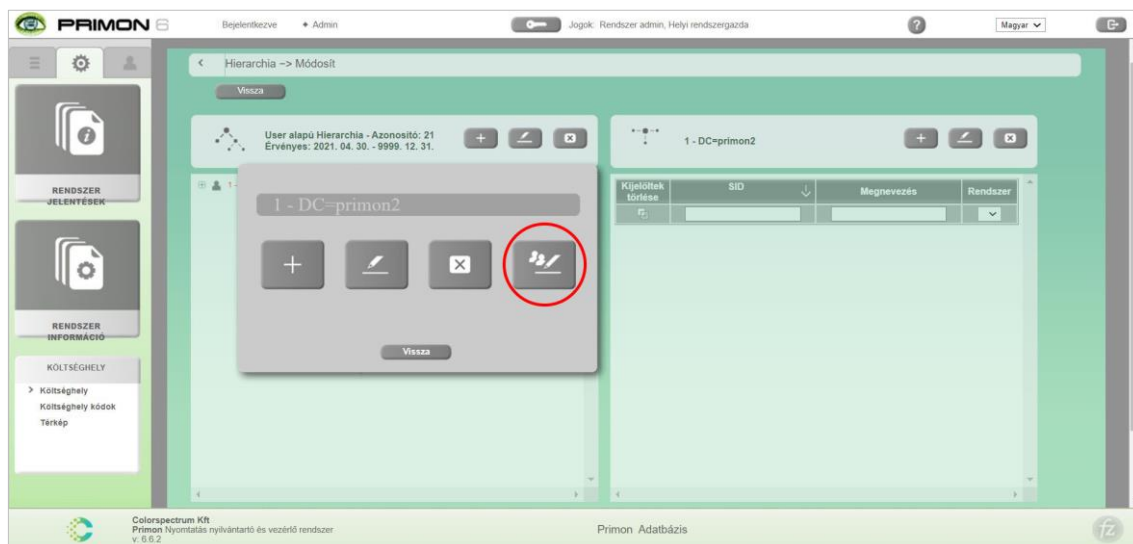 PRIMON 6
Bejelentkezve
Admin
Jogok: Rendszer admin, Helyi rendszergazda
?
Magyar
Hierarchia -> Módosít
Vissza
RENDSZER
JELENTÉSEK
RENDSZER
INFORMÁCIÓ
KÖLTSÉGHELY
> Költséghely
Költséghely kódok
Térkép
User alapú Hierarchia - Azonosító: 21
Érvényes: 2021. 04. 30. - 9999. 12. 31.
1 -
1 - DC=primon2
Vissza
1 - DC=primon2
Kijelöltek
törlése
SID
Megnevezés
Rendszer
Colorspectrum Kft
Primon Nyomtatás nyilvántartó és vezérlő rendszer
v: 6.6.2
Primon Adatbázis
fz